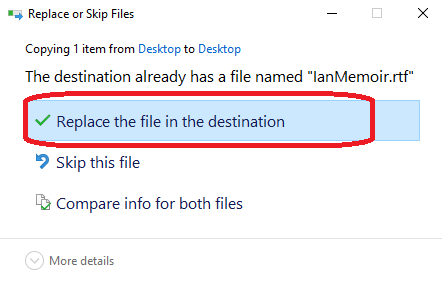 Replace or Skip Files
Copying 1 item from Desktop to Desktop
The destination already has a file named "IanMemoir.rtf"
Replace the file in the destination
Skip this file
Compare info for both files
More details